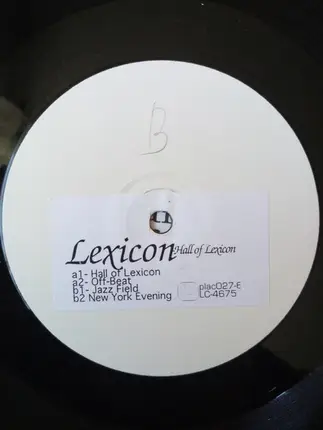 B
Lexicon Hall of Lexicon
a1- Hall of Lexicon
a2- Off-Beat
b1- Jazz Field
b2 New York Evening
plac027-6
LC-4675